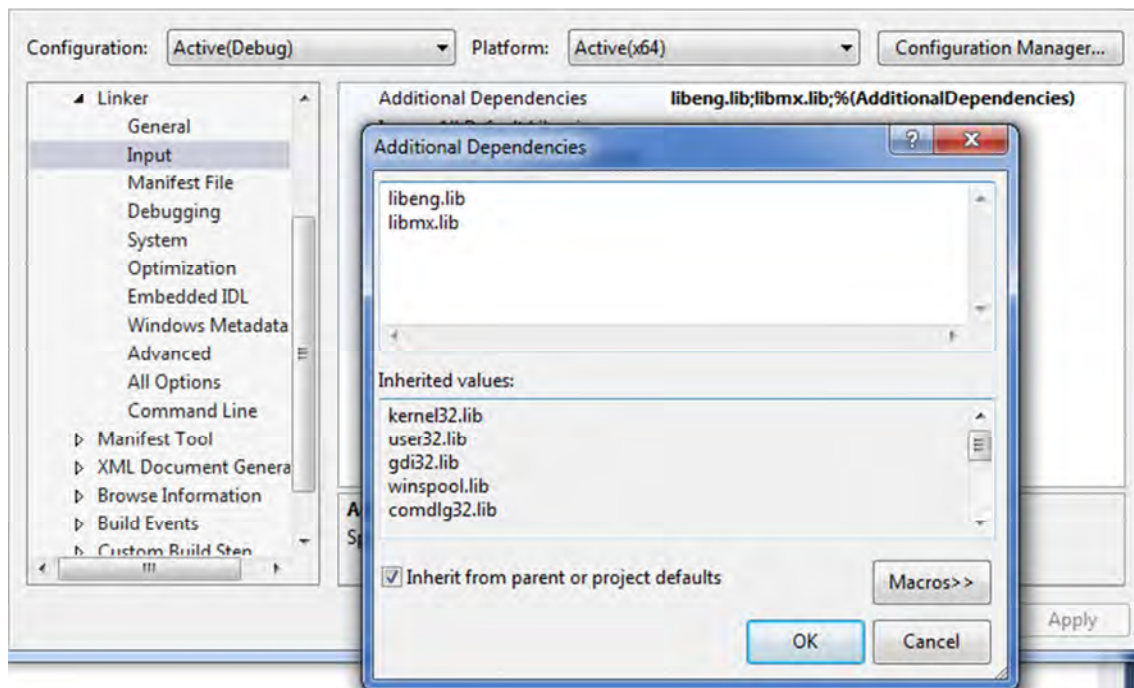 Configuration: Active(Debug) Platform: Active(x64) Configuration Manager...
Linker
General
Input
Manifest File
Debugging
System
Optimization
Embedded IDL
Windows Metadata
Advanced
All Options
Command Line
Manifest Tool
XML Document Genera
Browse Information
Build Events
Custom Build Step
Additional Dependencies libeng.lib;libmx.lib;%(AdditionalDependencies)
Additional Dependencies
libeng.lib
libmx.lib
Inherited values:
kernel32.lib
user32.lib
gdi32.lib
winspool.lib
comdlg32.lib
Inherit from parent or project defaults
Macros>>
OK Cancel
Apply